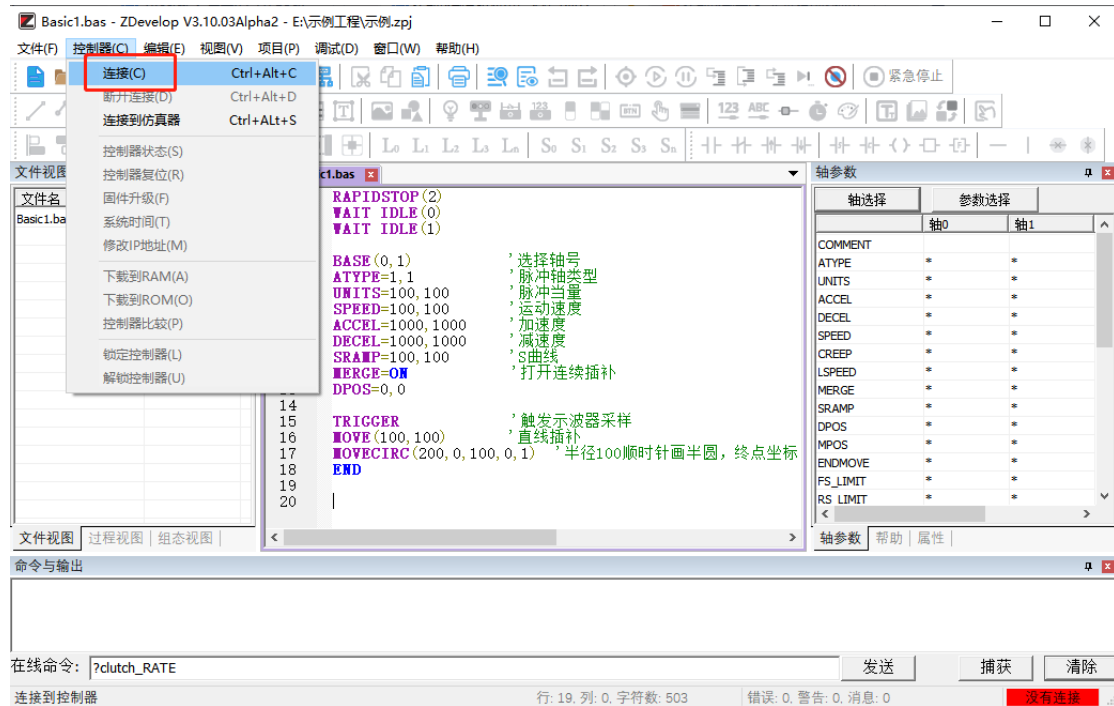 Basic1.bas - ZDevelop V3.10.03Alpha2 - E:\示例工程\示例.zpj
文件(F) 控制器(C) 编辑(E) 视图(V) 项目(P) 调试(D) 窗口(W) 帮助(H)
连接(C) Ctrl+Alt+C
断开连接(D) Ctrl+Alt+D
连接到仿真器 Ctrl+ALt+S
控制器状态(S)
控制器复位(R)
固件升级(F)
系统时间(T)
修改IP地址(M)
下载到RAM(A)
下载到ROM(O)
控制器比较(P)
锁定控制器(L)
解锁控制器(U)
紧急停止
T 123 BTN 123 ABC T
L0 L1 L2 L3 Ln S0 S1 S2 S3 Sn
文件视图
文件名
Basic1.ba
c1.bas
RAPIDSTOP(2)
WAIT IDLE(0)
WAIT IDLE(1)
BASE(0,1) '选择轴号
ATYPE=1,1 '脉冲轴类型
UNITS=100,100 '脉冲当量
SPEED=100,100 '运动速度
ACCEL=1000,1000 '加速度
DECEL=1000,1000 '减速度
SRAMP=100,100 'S曲线
MERGE=ON '打开连续插补
DPOS=0,0
14
15 TRIGGER '触发示波器采样
16 MOVE(100,100) '直线插补
17 MOVECIRC(200,0,100,0,1) '半径100顺时针画半圆，终点坐标
18 END
19
20
轴参数
轴选择 参数选择
轴0 轴1
COMMENT
ATYPE * *
UNITS * *
ACCEL * *
DECEL * *
SPEED * *
CREEP * *
LSPEED * *
MERGE * *
SRAMP * *
DPOS * *
MPOS * *
ENDMOVE * *
FS_LIMIT * *
RS_LIMIT * *
文件视图 过程视图 组态视图
轴参数 帮助 属性
命令与输出
在线命令: ?clutch_RATE 发送 捕获 清除
连接到控制器 行: 19, 列: 0, 字符数: 503 错误: 0, 警告: 0, 消息: 0 没有连接